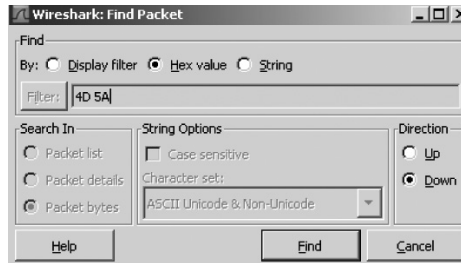 Wireshark: Find Packet
Find
By: Display filter Hex value String
Filter: 4D 5A
Search In
Packet list
Packet details
Packet bytes
String Options
Case sensitive
Character set:
ASCII Unicode & Non-Unicode
Direction
Up
Down
Help Find Cancel